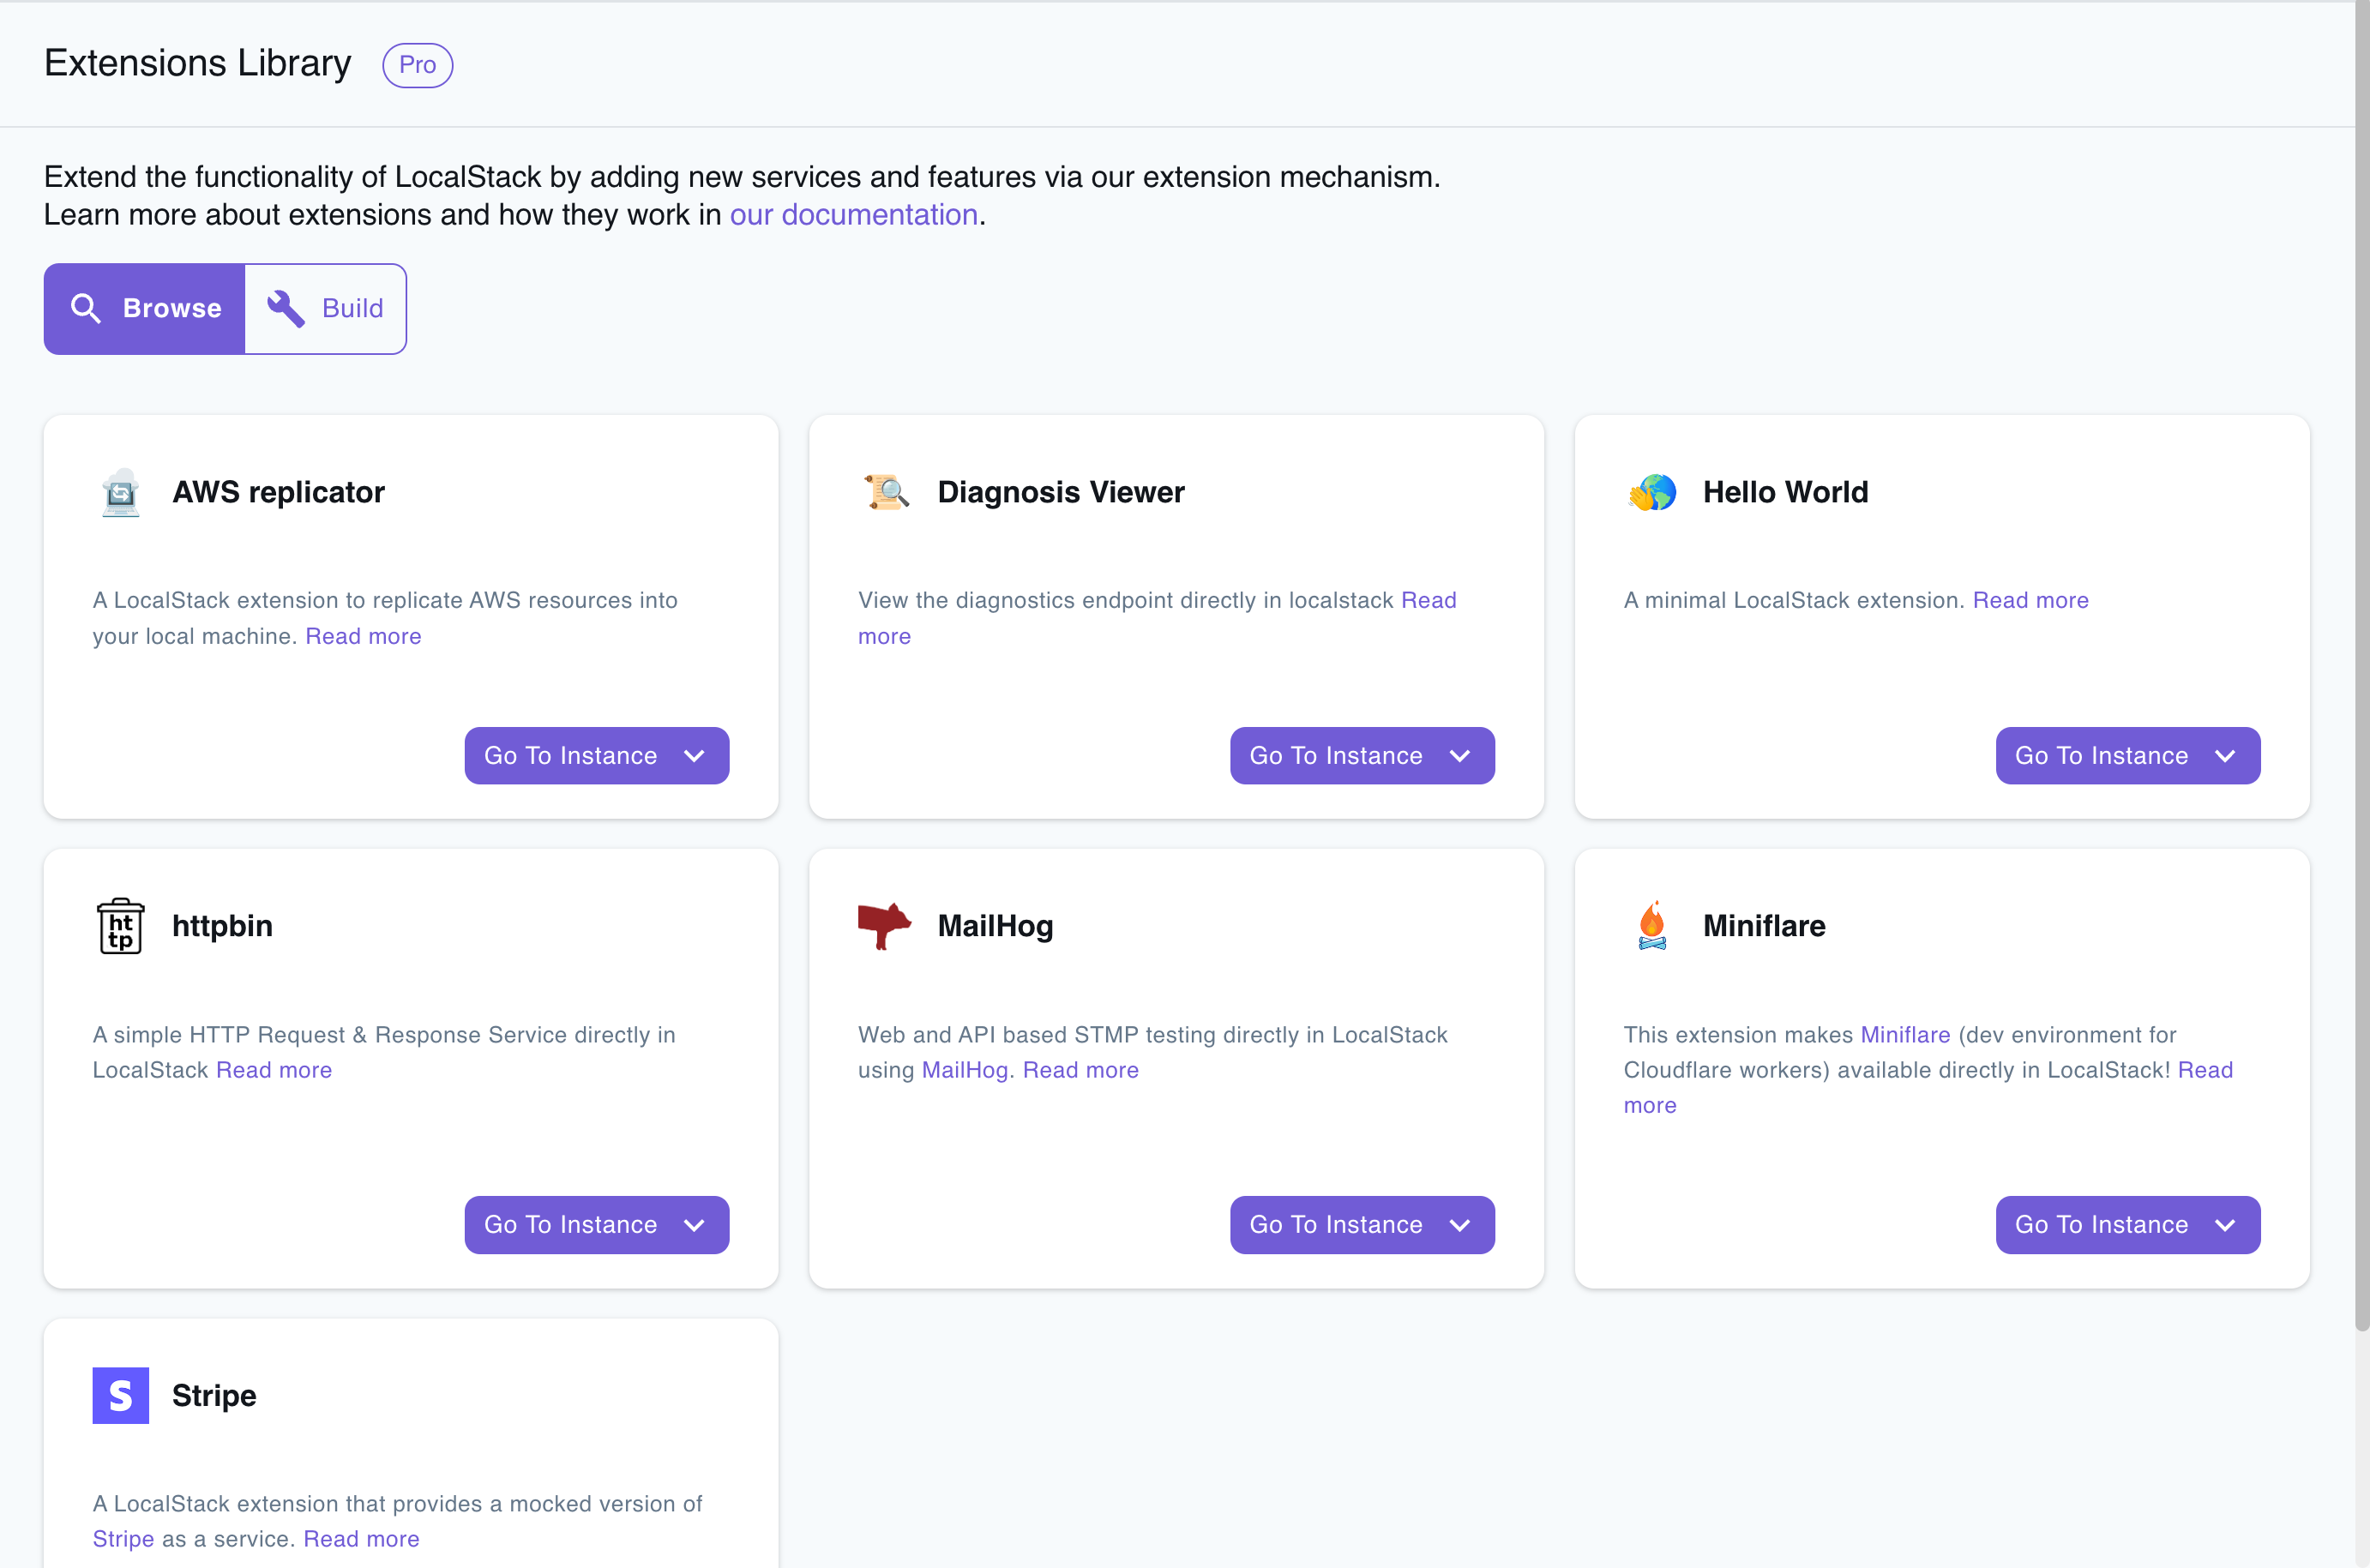 Extensions Library Pro
Extend the functionality of LocalStack by adding new services and features via our extension mechanism.
Learn more about extensions and how they work in our documentation.
Browse Build
AWS replicator
A LocalStack extension to replicate AWS resources into
your local machine. Read more
Go To Instance
Diagnosis Viewer
View the diagnostics endpoint directly in localstack Read
more
Go To Instance
Hello World
A minimal LocalStack extension. Read more
Go To Instance
ht
tp
httpbin
A simple HTTP Request & Response Service directly in
LocalStack Read more
Go To Instance
MailHog
Web and API based STMP testing directly in LocalStack
using MailHog. Read more
Go To Instance
Miniflare
This extension makes Miniflare (dev environment for
Cloudflare workers) available directly in LocalStack! Read
more
Go To Instance
S
Stripe
A LocalStack extension that provides a mocked version of
Stripe as a service. Read more